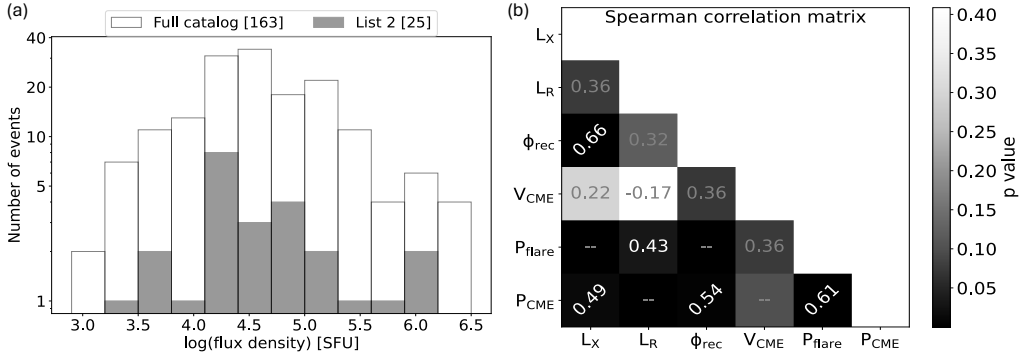 (a)
Full catalog [163]
List 2 [25]
Number of events
40
20
10
5
1
3.0 3.5 4.0 4.5 5.0 5.5 6.0 6.5
log(flux density) [SFU]
(b)
Spearman correlation matrix
L_X
L_R 0.36
ϕ_rec 0.66 0.32
V_CME 0.22 -0.17 0.36
P_flare -- 0.43 -- 0.36
P_CME 0.49 -- 0.54 -- 0.61
L_X L_R ϕ_rec V_CME P_flare P_CME
0.40
0.35
0.30
0.25
0.20
0.15
0.10
0.05
p value